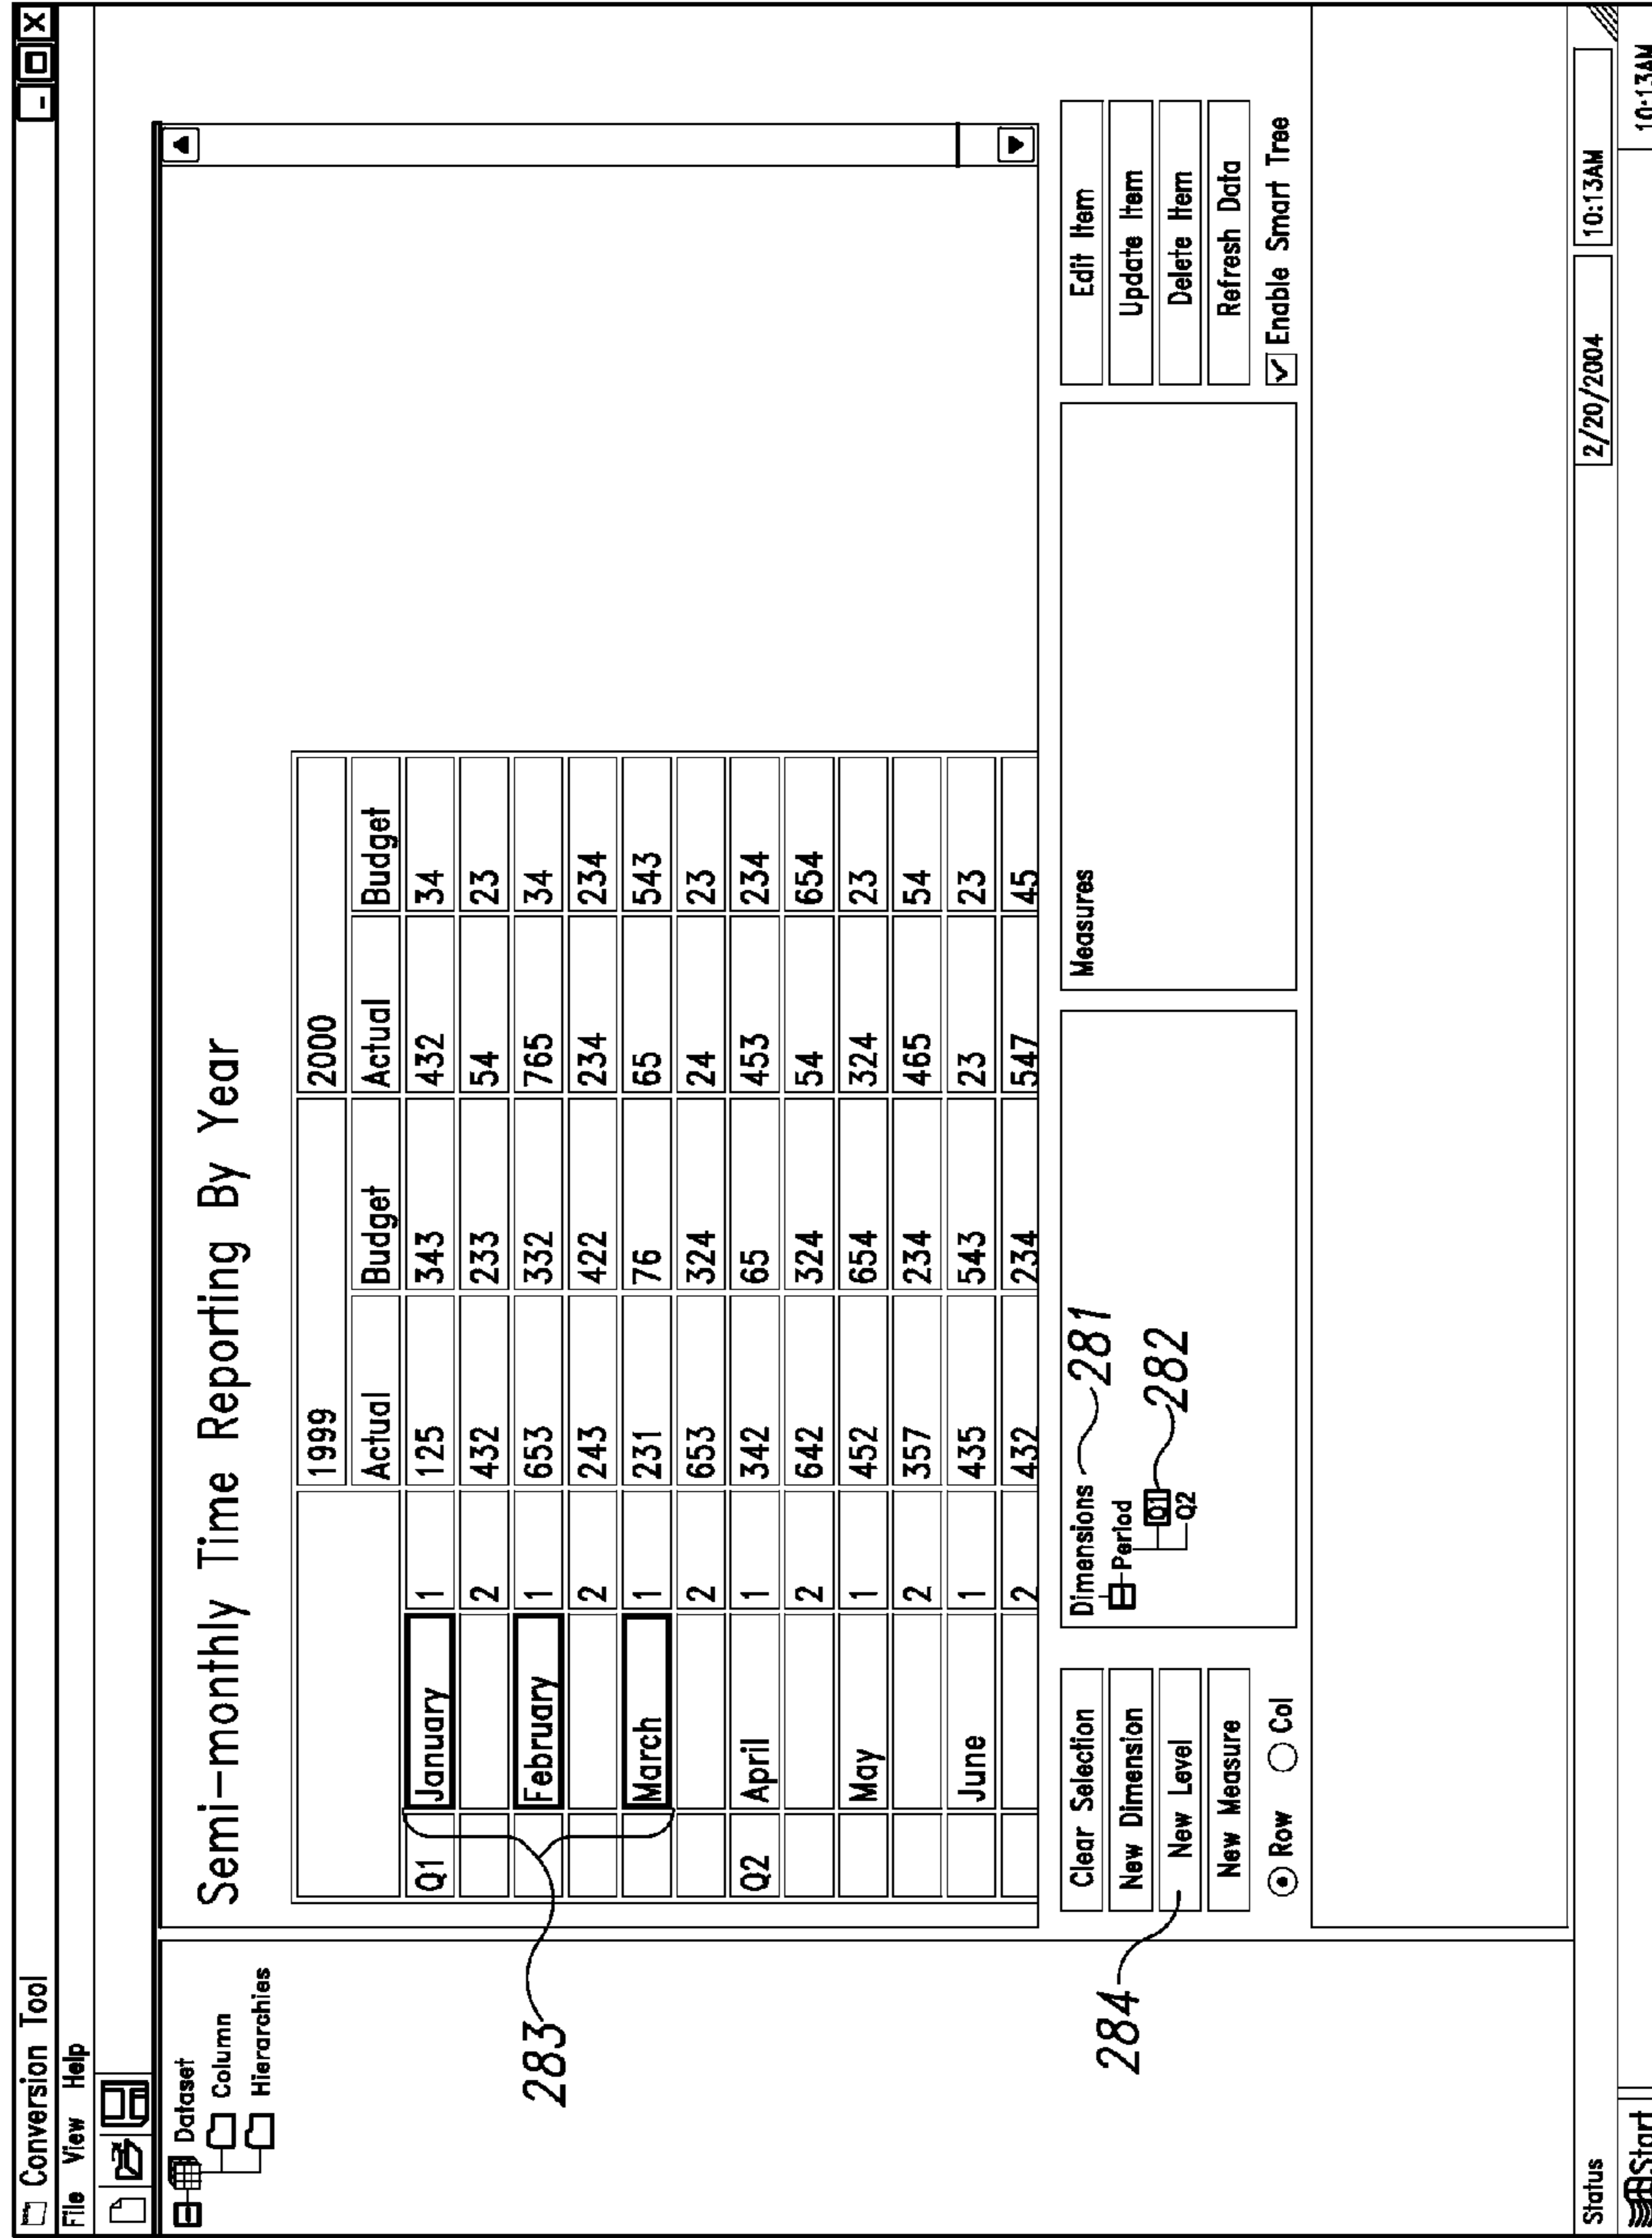 Conversion Tool
File View Help
Dataset
Column
Hierarchies
Semi-monthly Time Reporting By Year
1999 2000
Actual Budget Actual Budget
Q1 January 1 125 343 432 34
2 432 233 54 23
February 1 653 332 765 34
2 243 422 234 234
March 1 231 76 65 543
2 653 324 24 23
Q2 April 1 342 65 453 234
2 642 324 54 654
May 1 452 654 324 23
2 357 234 465 54
June 1 435 543 23 23
2 432 234 547 45
283
284
Clear Selection
New Dimension
New Level
New Measure
Row Col
Dimensions 281
Period
Q1 282
Q2
Measures
Edit Item
Update Item
Delete Item
Refresh Data
Enable Smart Tree
Status 2/20/2004 10:13AM
Start 10:13AM